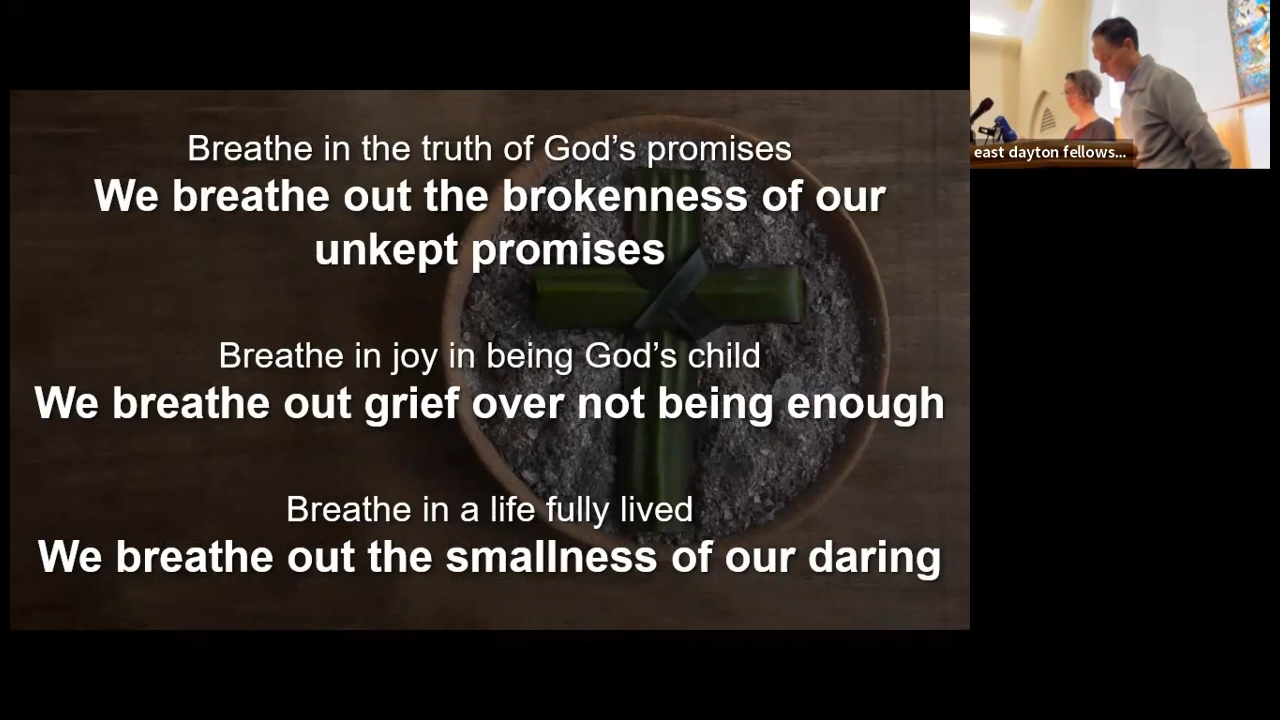 Breathe in the truth of God’s promises
We breathe out the brokenness of our
unkept promises
Breathe in joy in being God’s child
We breathe out grief over not being enough
Breathe in a life fully lived
We breathe out the smallness of our daring
east dayton fellows...